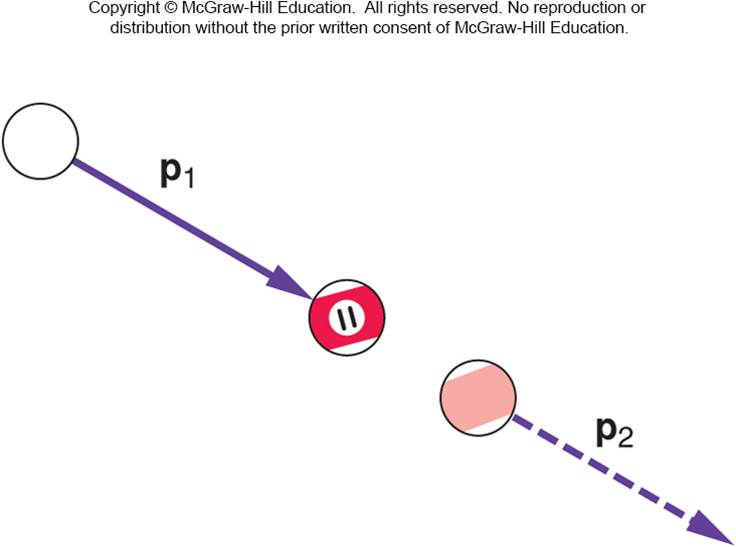 Copyright © McGraw-Hill Education.  All rights reserved. No reproduction or
distribution without the prior written consent of McGraw-Hill Education.
p1
11
p2